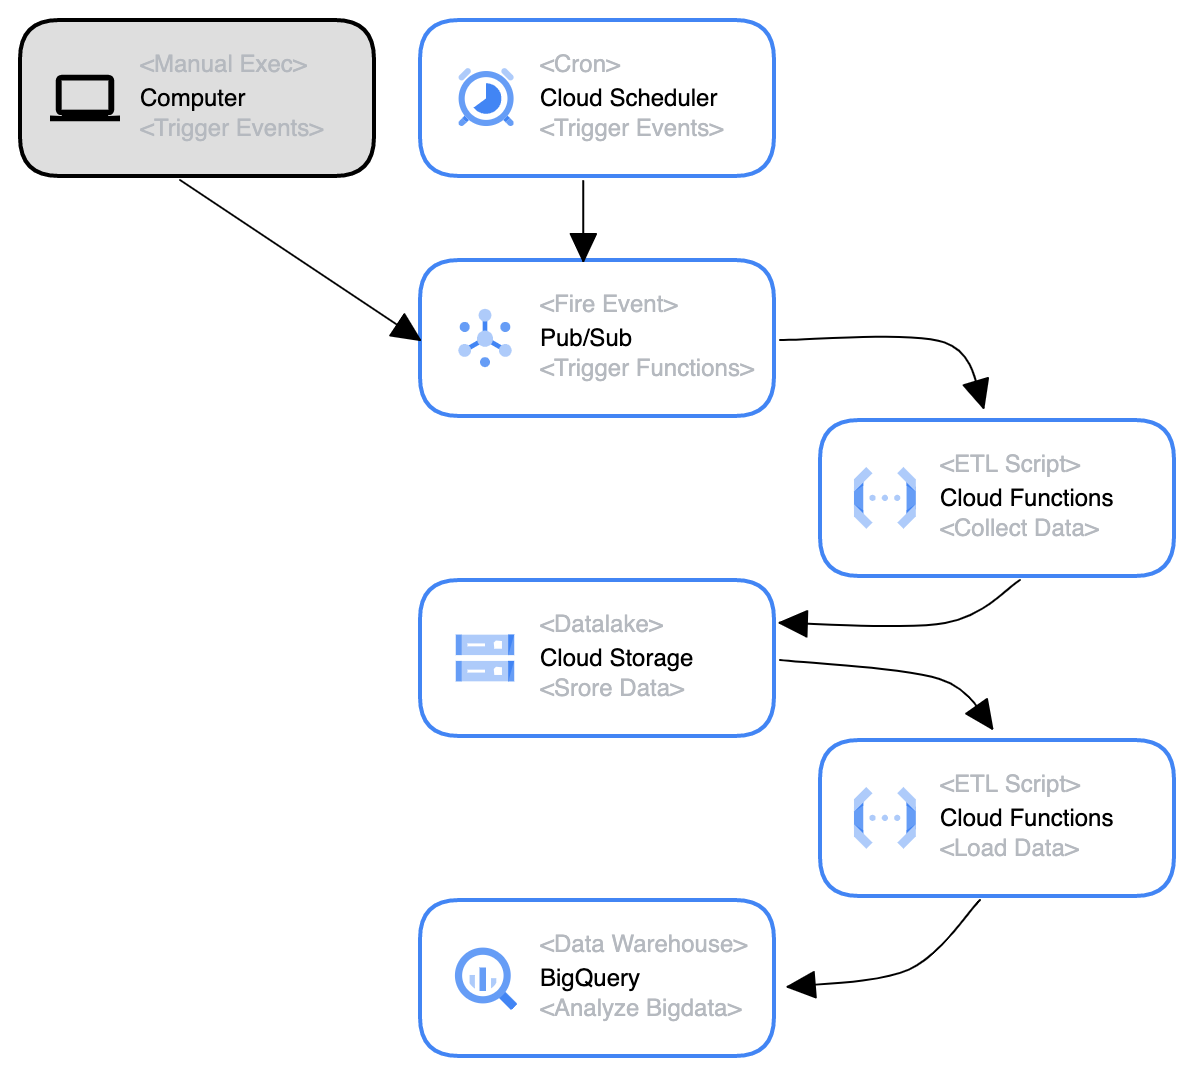 <Manual Exec>
Computer
<Trigger Events>
<Cron>
Cloud Scheduler
<Trigger Events>
<Fire Event>
Pub/Sub
<Trigger Functions>
<ETL Script>
Cloud Functions
<Collect Data>
<Datalake>
Cloud Storage
<Srore Data>
<ETL Script>
Cloud Functions
<Load Data>
<Data Warehouse>
BigQuery
<Analyze Bigdata>